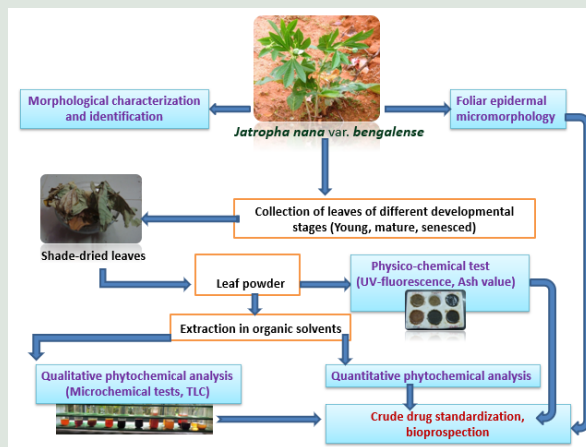 Morphological characterization
and identification
Foliar epidermal
micromorphology
Jatropha nana var. bengalense
Collection of leaves of different developmental
stages (Young, mature, senesced)
Shade-dried leaves
Leaf powder
Physico-chemical test
(UV-fluorescence, Ash value)
Extraction in organic solvents
Qualitative phytochemical analysis
(Microchemical tests, TLC)
Quantitative phytochemical analysis
Crude drug standardization,
bioprospection